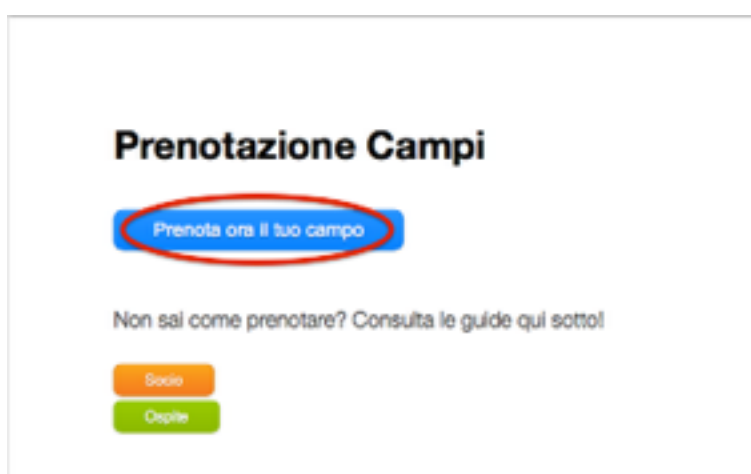 Prenotazione Campi
Prenota ora il tuo campo
Non sai come prenotare? Consulta le guide qui sotto!
Socio
Ospite